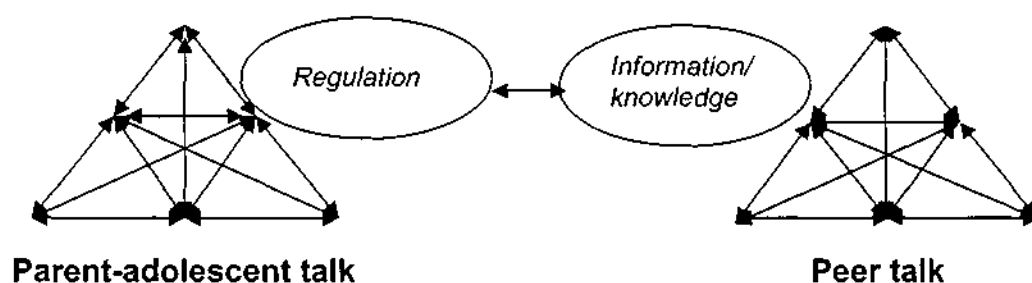 Regulation
Information/
knowledge
Parent-adolescent talk
Peer talk